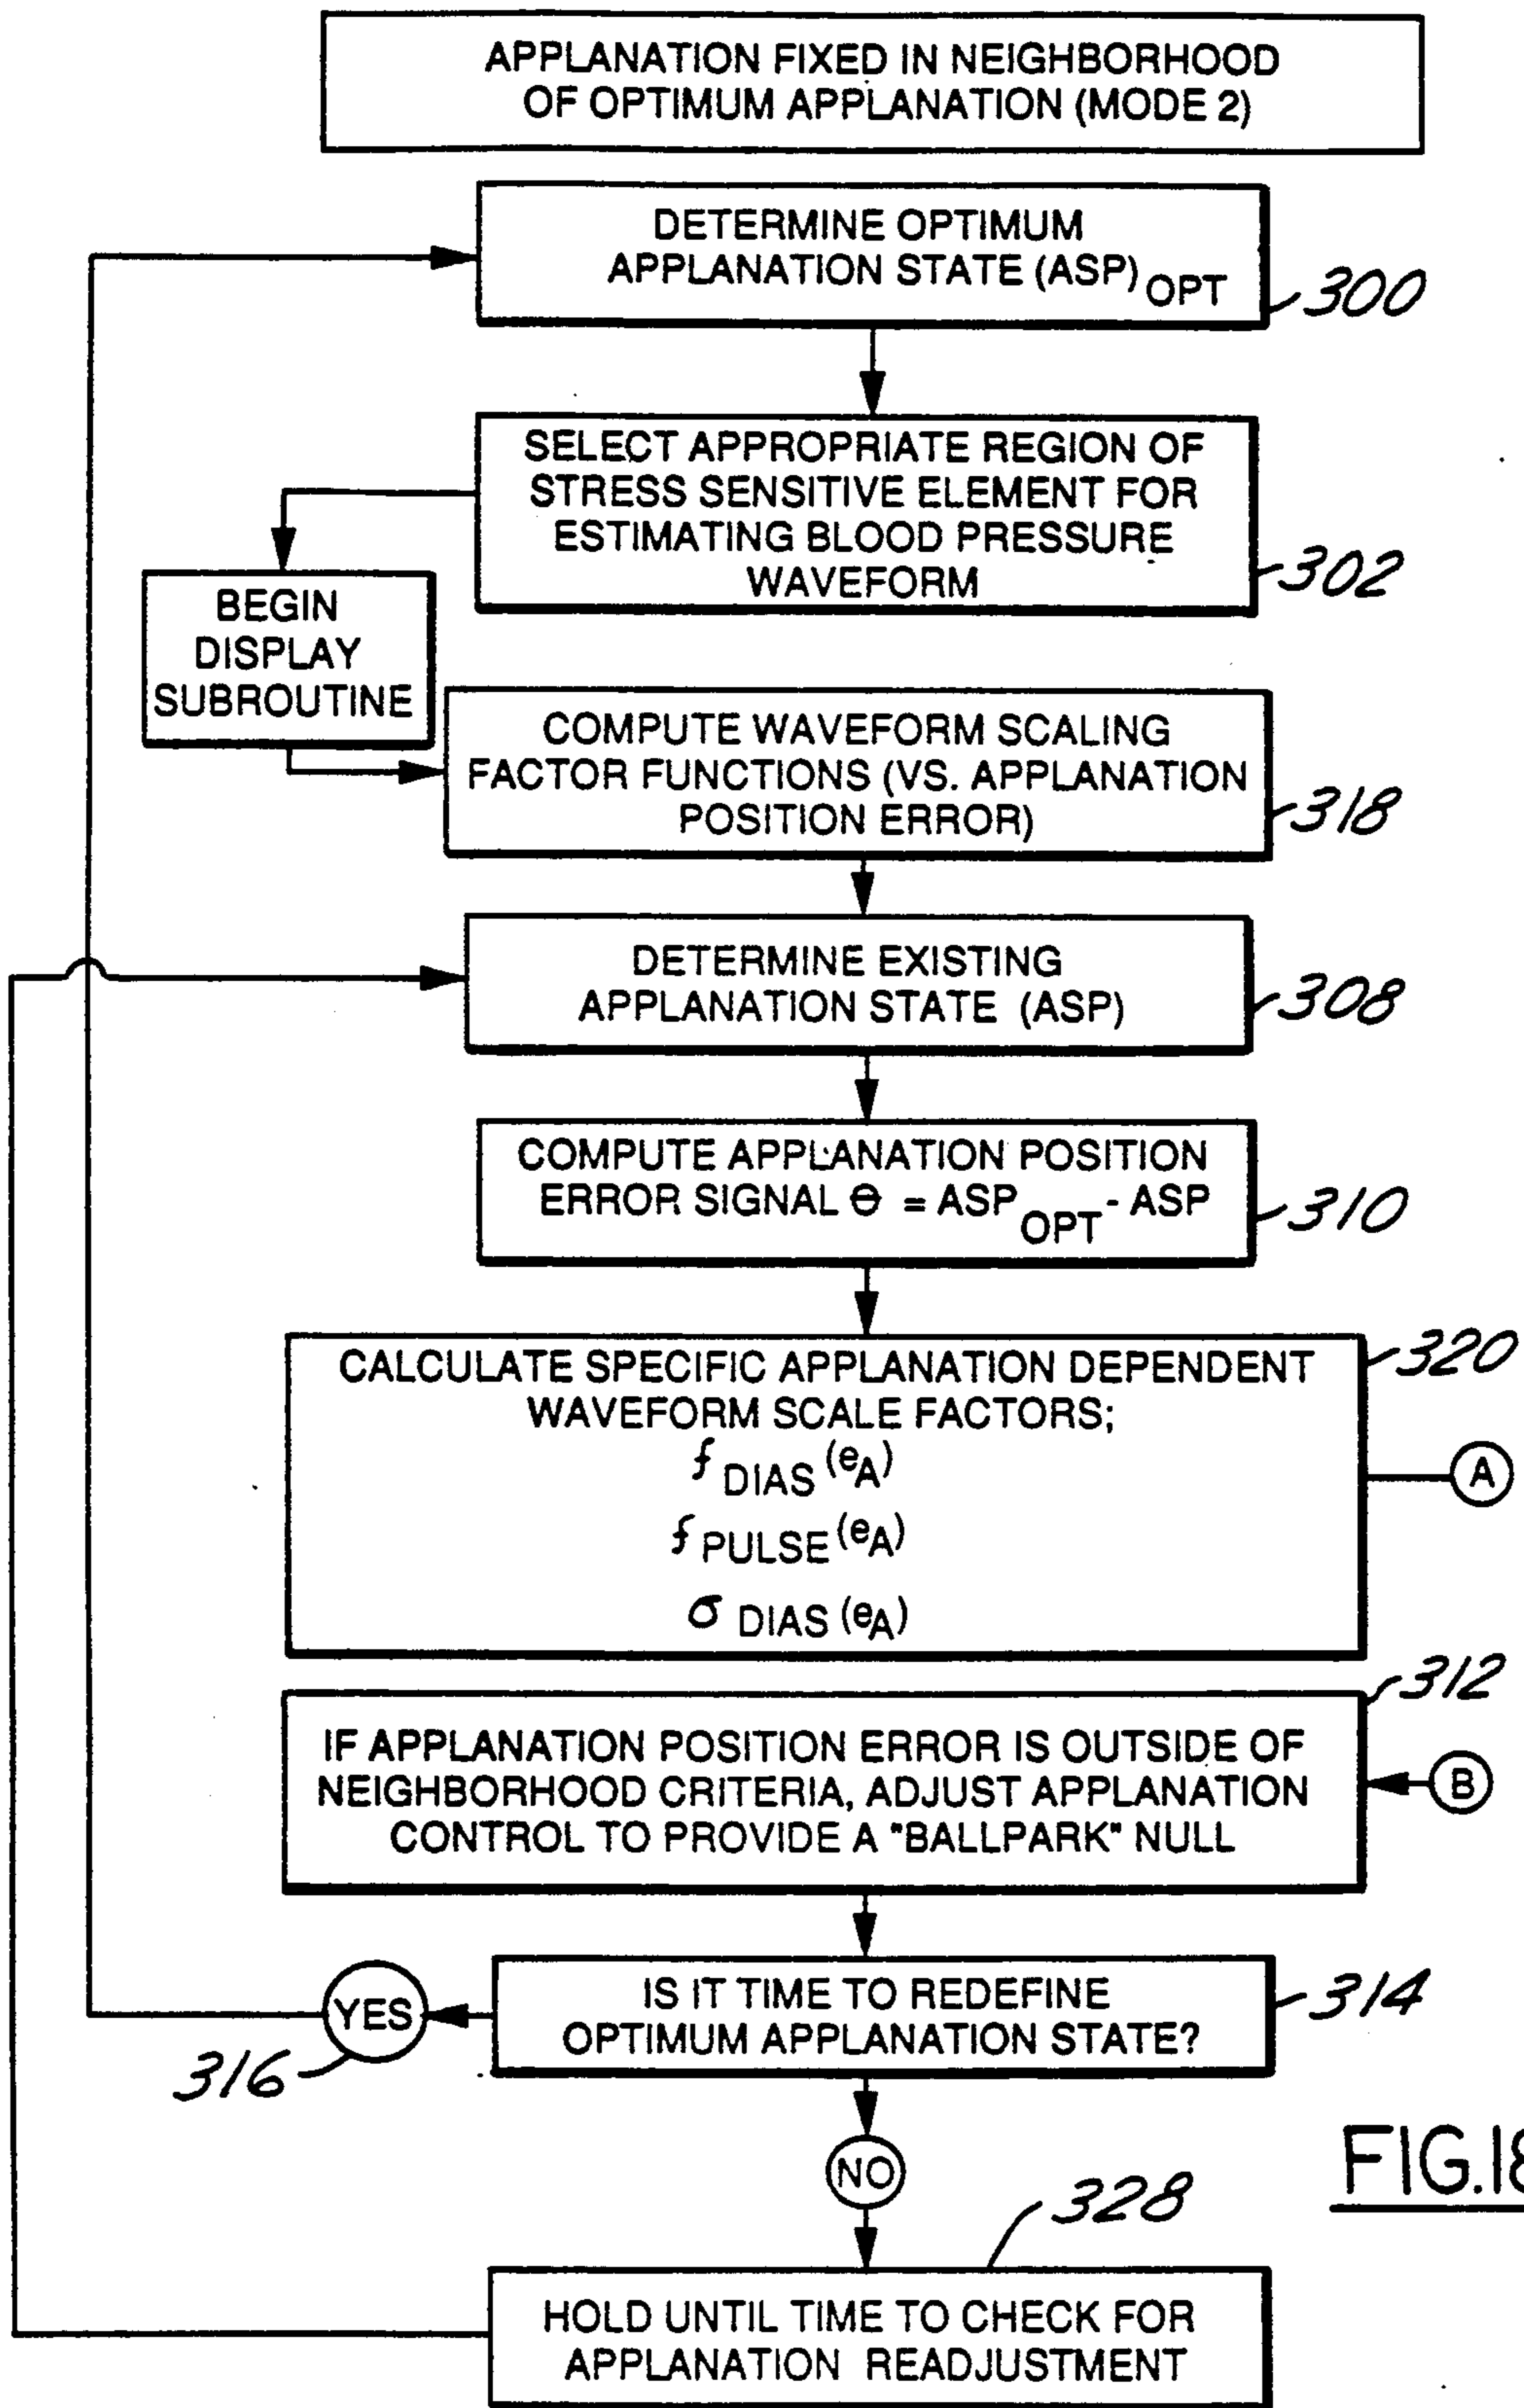 APPLANATION FIXED IN NEIGHBORHOOD
OF OPTIMUM APPLANATION (MODE 2)
DETERMINE OPTIMUM
APPLANATION STATE (ASP) OPT
300
SELECT APPROPRIATE REGION OF
STRESS SENSITIVE ELEMENT FOR
ESTIMATING BLOOD PRESSURE
WAVEFORM
302
BEGIN
DISPLAY
SUBROUTINE
COMPUTE WAVEFORM SCALING
FACTOR FUNCTIONS (VS. APPLANATION
POSITION ERROR)
318
DETERMINE EXISTING
APPLANATION STATE (ASP)
308
COMPUTE APPLANATION POSITION
ERROR SIGNAL Θ = ASP OPT - ASP
310
320
CALCULATE SPECIFIC APPLANATION DEPENDENT
WAVEFORM SCALE FACTORS;
f DIAS (eA)
f PULSE (eA)
σ DIAS (eA)
A
312
IF APPLANATION POSITION ERROR IS OUTSIDE OF
NEIGHBORHOOD CRITERIA, ADJUST APPLANATION
CONTROL TO PROVIDE A "BALLPARK" NULL
B
IS IT TIME TO REDEFINE
OPTIMUM APPLANATION STATE?
314
YES
316
NO
328
HOLD UNTIL TIME TO CHECK FOR
APPLANATION READJUSTMENT
FIG.18